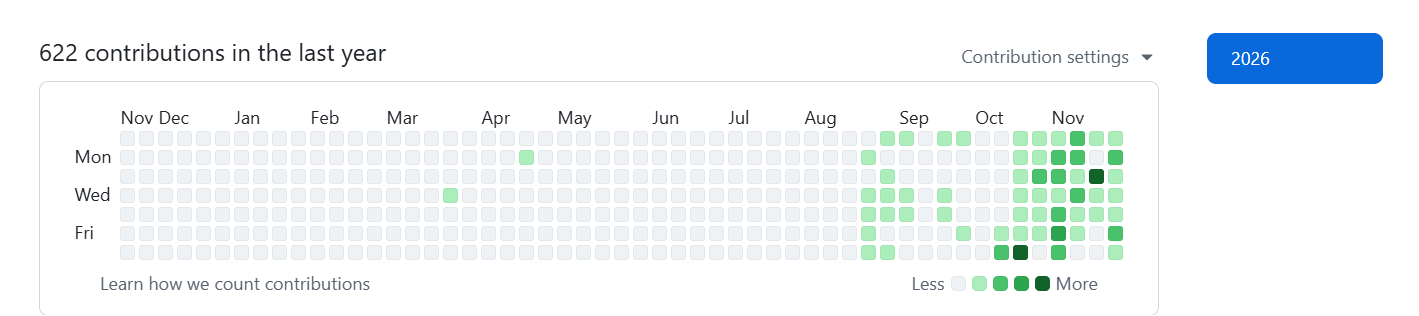 622 contributions in the last year
Contribution settings
2026
Nov Dec Jan Feb Mar Apr May Jun Jul Aug Sep Oct Nov
Mon
Wed
Fri
Learn how we count contributions
Less More